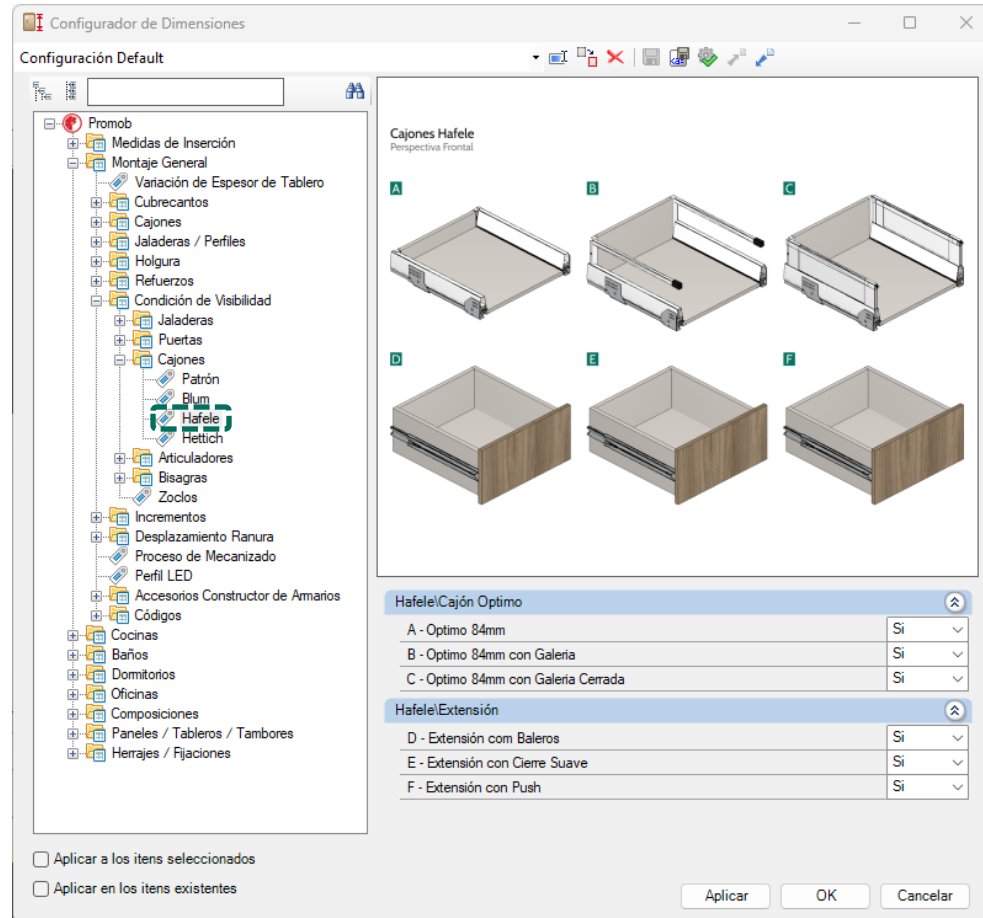 Configurador de Dimensiones
Configuración Default
Promob
Medidas de Inserción
Montaje General
Variación de Espesor de Tablero
Cubrecantos
Cajones
Jaladeras / Perfiles
Holgura
Refuerzos
Condición de Visibilidad
Jaladeras
Puertas
Cajones
Patrón
Blum
Hafele
Hettich
Articuladores
Bisagras
Zoclos
Incrementos
Desplazamiento Ranura
Proceso de Mecanizado
Perfil LED
Accesorios Constructor de Armarios
Códigos
Cocinas
Baños
Dormitorios
Oficinas
Composiciones
Paneles / Tableros / Tambores
Herrajes / Fijaciones
Cajones Hafele
Perspectiva Frontal
A B C
D E F
Hafele\Cajón Optimo
A - Optimo 84mm Si
B - Optimo 84mm con Galeria Si
C - Optimo 84mm con Galeria Cerrada Si
Hafele\Extensión
D - Extensión com Baleros Si
E - Extensión con Cierre Suave Si
F - Extensión con Push Si
Aplicar a los itens seleccionados
Aplicar en los itens existentes
Aplicar OK Cancelar